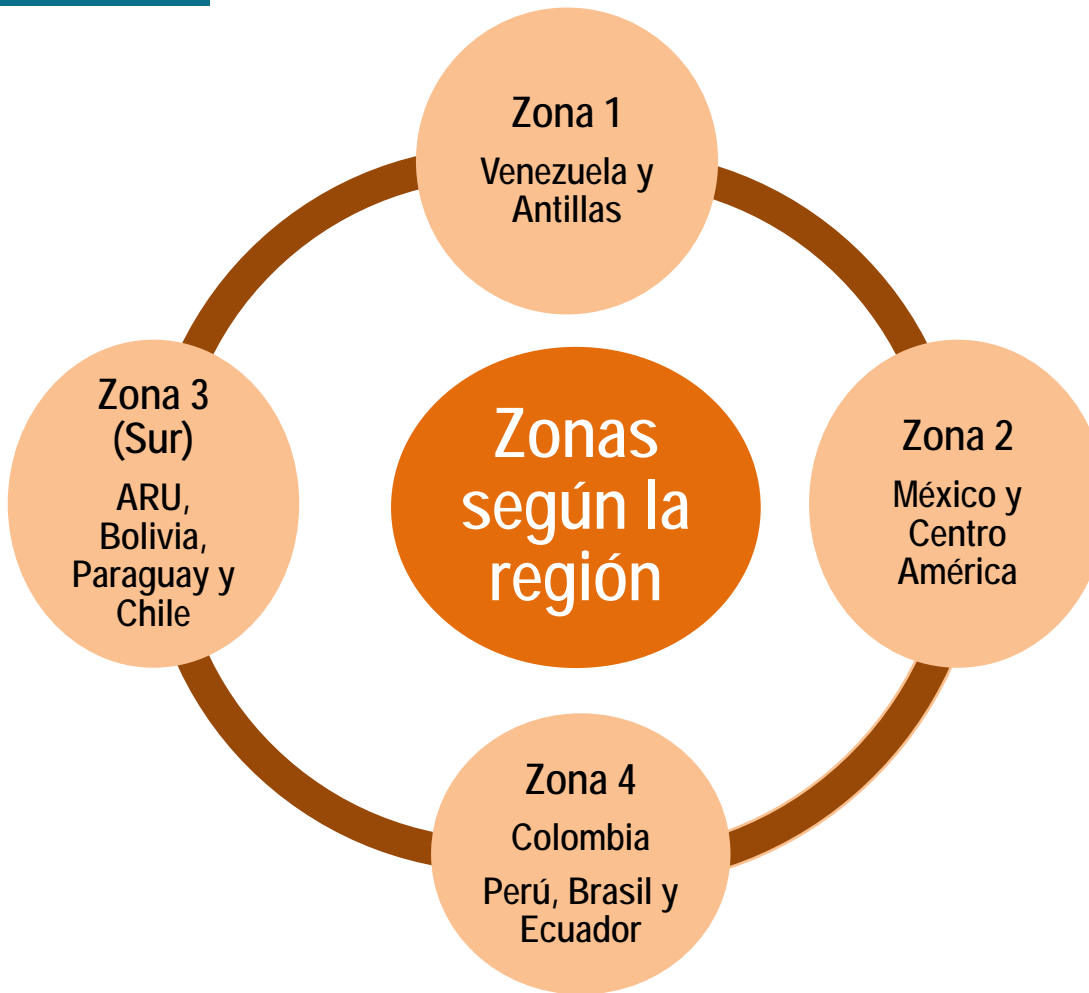 Zona 1
Venezuela y
Antillas
Zona 2
México y
Centro
América
Zona 4
Colombia
Perú, Brasil y
Ecuador
Zona 3
(Sur)
ARU,
Bolivia,
Paraguay y
Chile
Zonas
según la
región